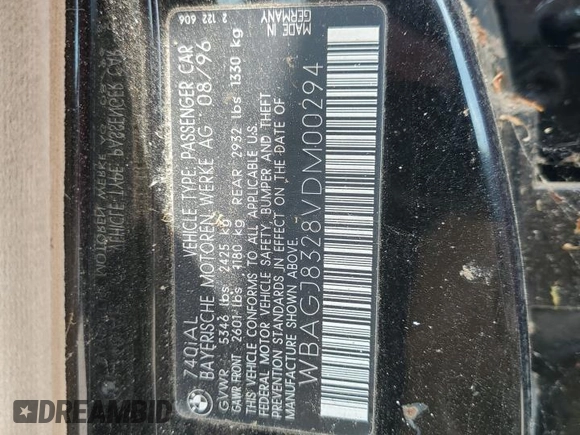 740iAL VEHICLE TYPE: PASSENGER CAR 2 122 606
BAYERISCHE MOTOREN WERKE AG 08/96
GVWR 5346 lbs 2425 kg
GAWR FRONT 2601 lbs 1180 kg REAR 2932 lbs 1330 kg
THIS VEHICLE CONFORMS TO ALL APPLICABLE U.S.
FEDERAL MOTOR VEHICLE SAFETY, BUMPER AND THEFT
PREVENTION STANDARDS IN EFFECT ON THE DATE OF
MANUFACTURE SHOWN ABOVE
MADE IN
GERMANY
WBAGJ8328VDM00294
DREAMBID